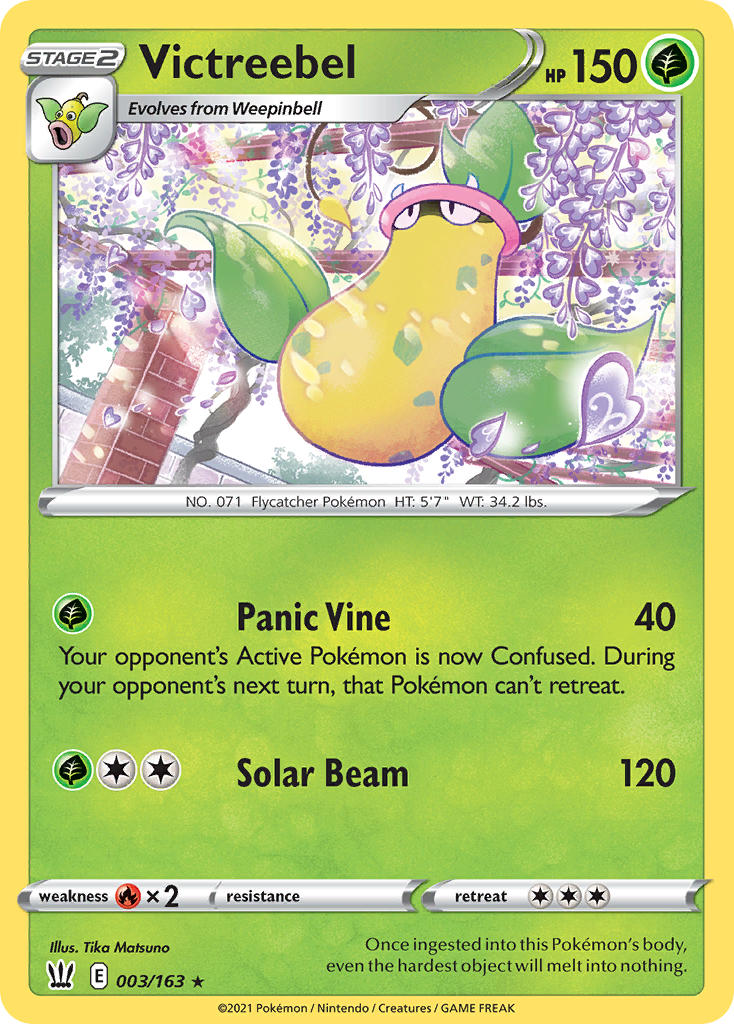 STAGE 2
Victreebel
HP 150
Evolves from Weepinbell
NO. 071 Flycatcher Pokémon HT: 5'7" WT: 34.2 lbs.
Panic Vine 40
Your opponent's Active Pokémon is now Confused. During
your opponent's next turn, that Pokémon can't retreat.
Solar Beam 120
weakness ×2 resistance retreat
Illus. Tika Matsuno
Once ingested into this Pokémon's body,
even the hardest object will melt into nothing.
E 003/163 ★
©2021 Pokémon / Nintendo / Creatures / GAME FREAK